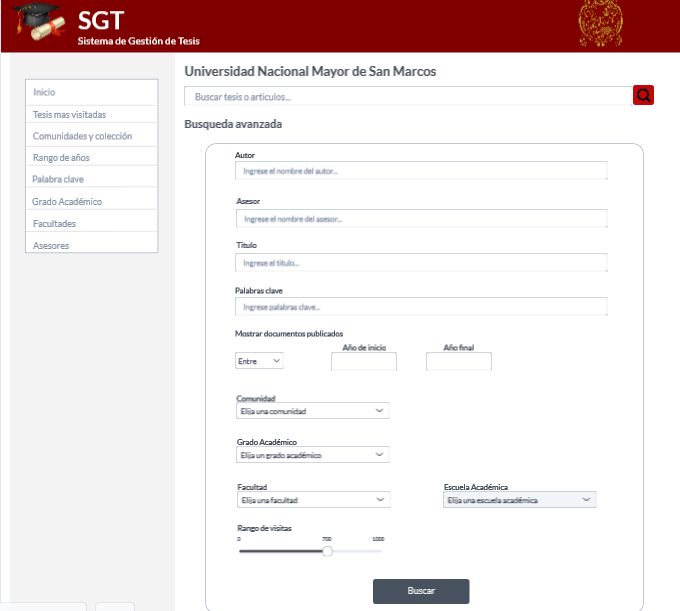 SGT
Sistema de Gestión de Tesis
Inicio
Tesis mas visitadas
Comunidades y colección
Rango de años
Palabra clave
Grado Académico
Facultades
Asesores
Universidad Nacional Mayor de San Marcos
Buscar tesis o articulos...
Busqueda avanzada
Autor
Ingrese el nombre del autor...
Asesor
Ingrese el nombre del asesor...
Titulo
Ingrese el titulo...
Palabras clave
Ingrese palabras clave...
Mostrar documentos publicados
Año de inicio Año final
Entre
Comunidad
Elija una comunidad
Grado Académico
Elija un grado académico
Facultad Escuela Académica
Elija una facultad Elija una escuela académica
Rango de visitas
0 700 1000
Buscar